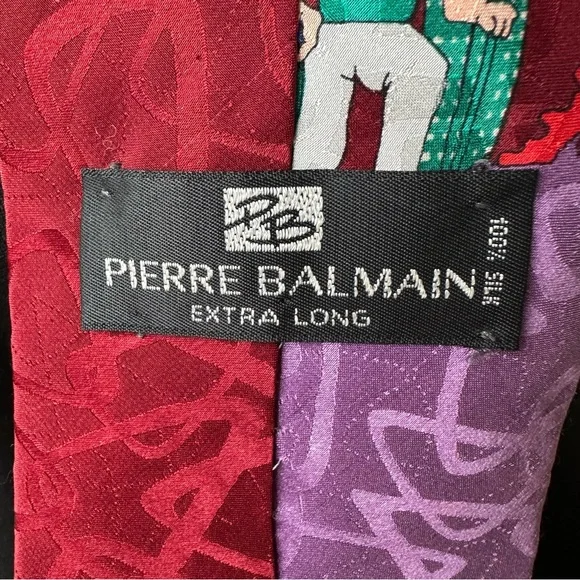 PB
PIERRE BALMAIN
EXTRA LONG
100% SILK